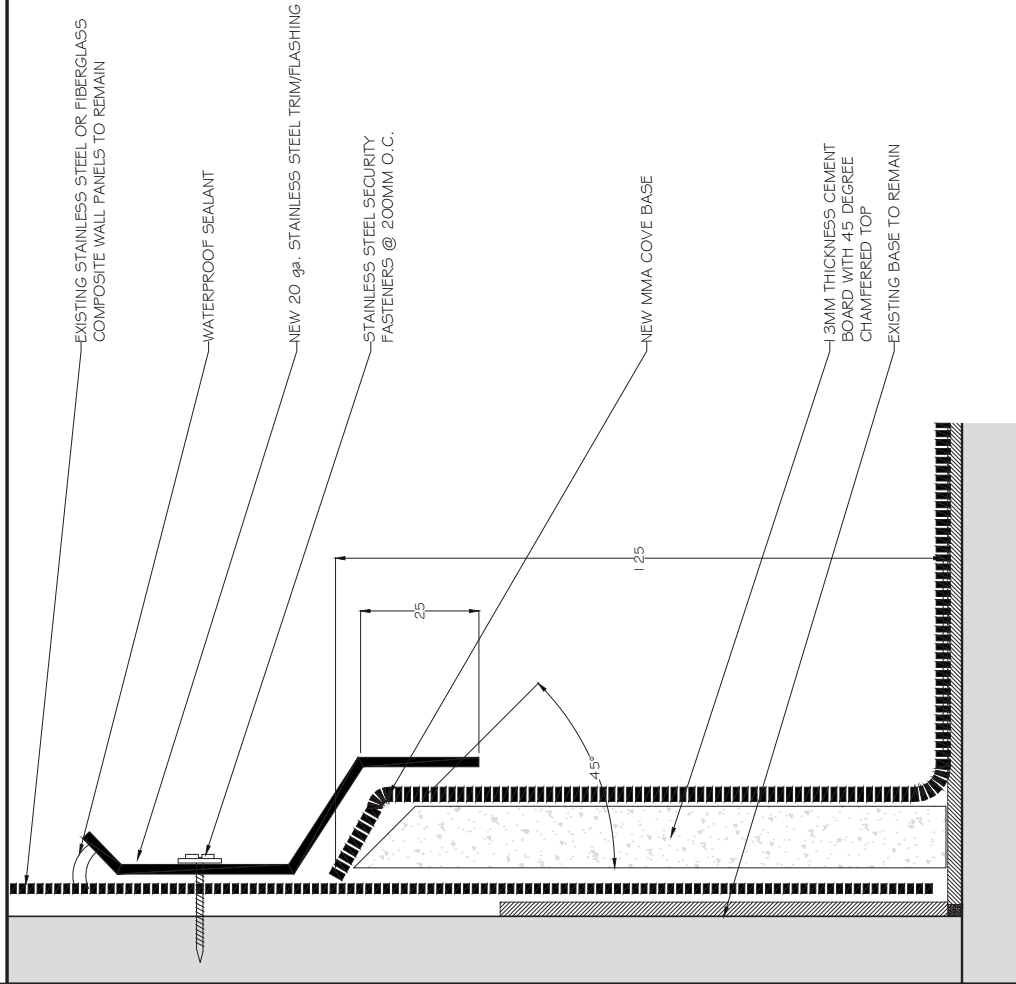 EXISTING STAINLESS STEEL OR FIBERGLASS
COMPOSITE WALL PANELS TO REMAIN
WATERPROOF SEALANT
NEW 20 ga. STAINLESS STEEL TRIM/FLASHING
STAINLESS STEEL SECURITY
FASTENERS @ 200MM O.C.
NEW MMA COVE BASE
13MM THICKNESS CEMENT
BOARD WITH 45 DEGREE
CHAMFERRED TOP
EXISTING BASE TO REMAIN
125
25
45°